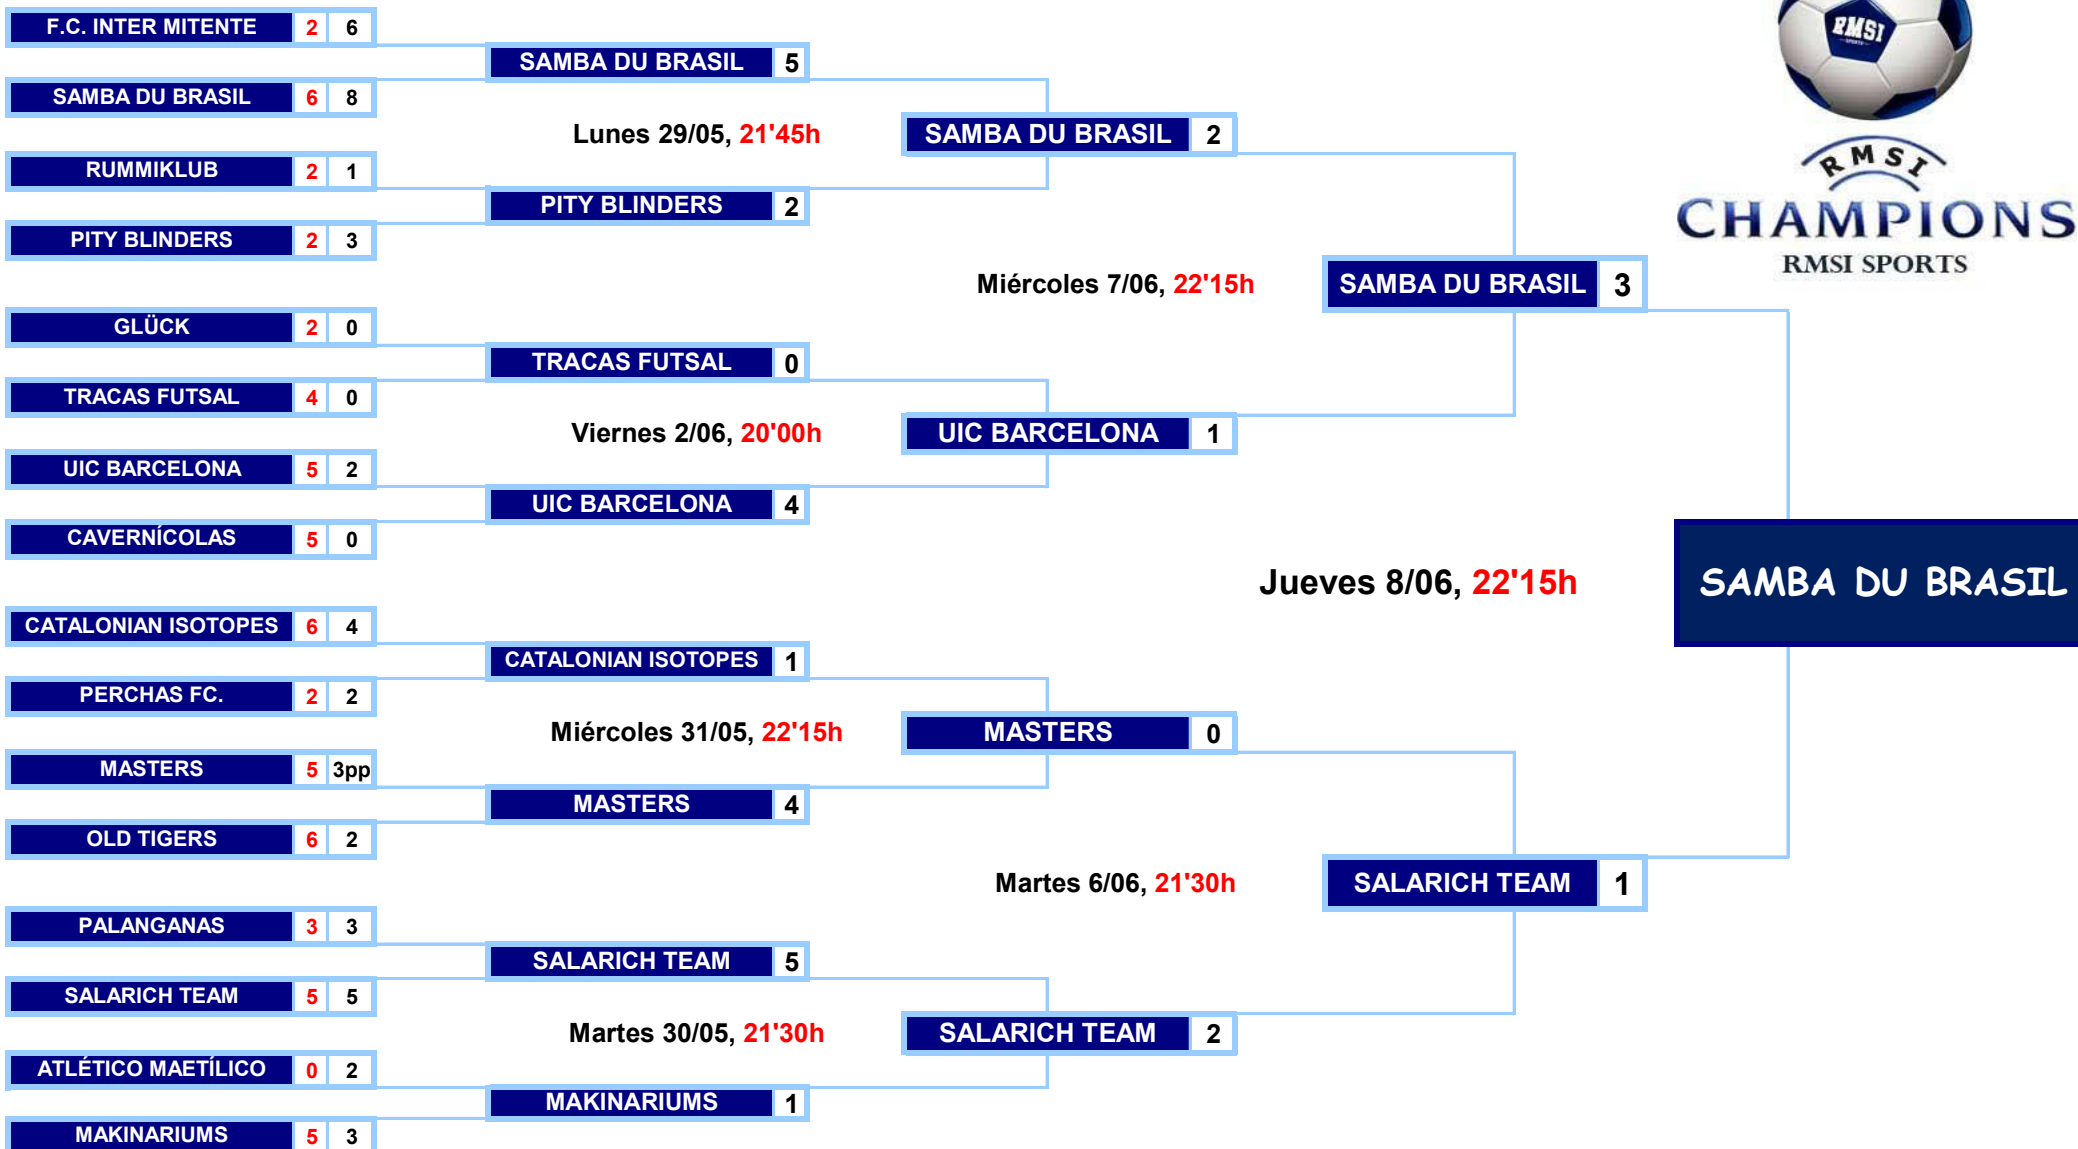 F.C. INTER MITENTE 2 6
SAMBA DU BRASIL 6 8
RUMMIKLUB 2 1
PITY BLINDERS 2 3
GLÜCK 2 0
TRACAS FUTSAL 4 0
UIC BARCELONA 5 2
CAVERNÍCOLAS 5 0
CATALONIAN ISOTOPES 6 4
PERCHAS FC. 2 2
MASTERS 5 3pp
OLD TIGERS 6 2
PALANGANAS 3 3
SALARICH TEAM 5 5
ATLÉTICO MAETÍLICO 0 2
MAKINARIUMS 5 3
SAMBA DU BRASIL 5
Lunes 29/05, 21'45h
PITY BLINDERS 2
TRACAS FUTSAL 0
Viernes 2/06, 20'00h
UIC BARCELONA 4
CATALONIAN ISOTOPES 1
Miércoles 31/05, 22'15h
MASTERS 4
SALARICH TEAM 5
Martes 30/05, 21'30h
MAKINARIUMS 1
SAMBA DU BRASIL 2
Miércoles 7/06, 22'15h
UIC BARCELONA 1
MASTERS 0
Martes 6/06, 21'30h
SALARICH TEAM 2
SAMBA DU BRASIL 3
Jueves 8/06, 22'15h
SALARICH TEAM 1
SAMBA DU BRASIL
RMSI
SPORTS
RMSI
CHAMPIONS
RMSI SPORTS